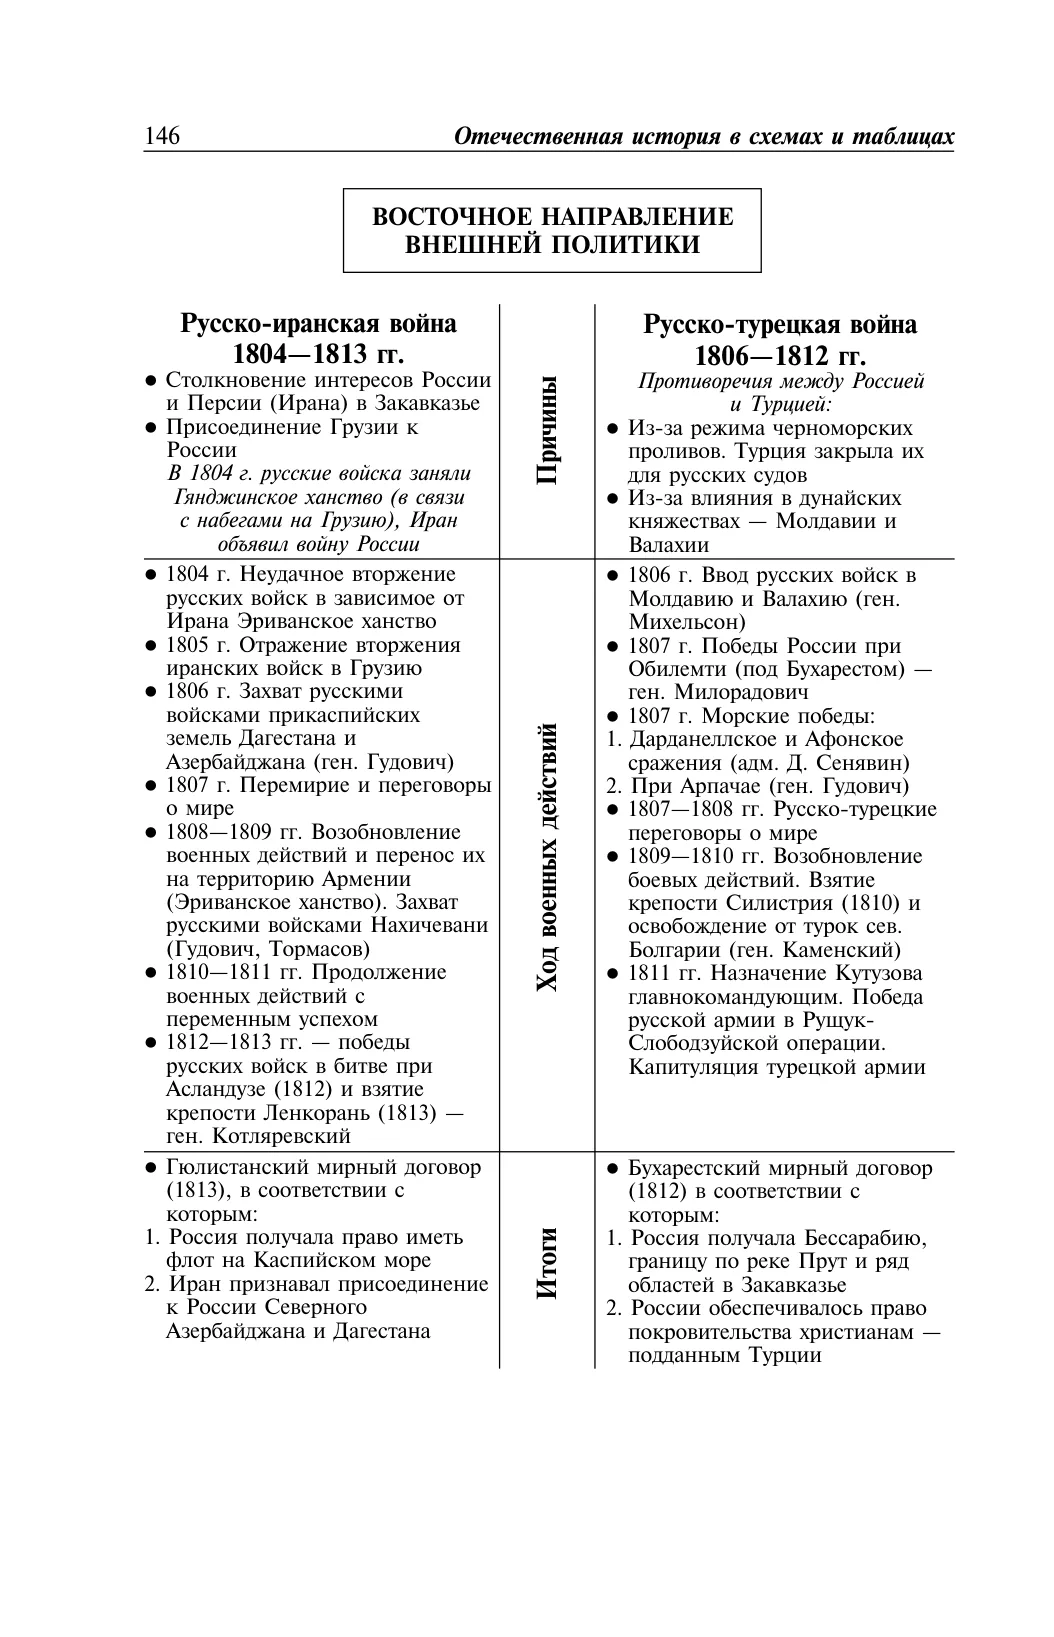 146
Отечественная история в схемах и таблицах
ВОСТОЧНОЕ НАПРАВЛЕНИЕ
ВНЕШНЕЙ ПОЛИТИКИ
Русско-иранская война
1804—1813 гг.
● Столкновение интересов России
и Персии (Ирана) в Закавказье
● Присоединение Грузии к
России
В 1804 г. русские войска заняли
Гянджинское ханство (в связи
с набегами на Грузию), Иран
объявил войну России
Причины
Русско-турецкая война
1806—1812 гг.
Противоречия между Россией
и Турцией:
● Из-за режима черноморских
проливов. Турция закрыла их
для русских судов
● Из-за влияния в дунайских
княжествах — Молдавии и
Валахии
● 1804 г. Неудачное вторжение
русских войск в зависимое от
Ирана Эриванское ханство
● 1805 г. Отражение вторжения
иранских войск в Грузию
● 1806 г. Захват русскими
войсками прикаспийских
земель Дагестана и
Азербайджана (ген. Гудович)
● 1807 г. Перемирие и переговоры
о мире
● 1808—1809 гг. Возобновление
военных действий и перенос их
на территорию Армении
(Эриванское ханство). Захват
русскими войсками Нахичевани
(Гудович, Тормасов)
● 1810—1811 гг. Продолжение
военных действий с
переменным успехом
● 1812—1813 гг. — победы
русских войск в битве при
Асландузе (1812) и взятие
крепости Ленкорань (1813) —
ген. Котляревский
Ход военных действий
● 1806 г. Ввод русских войск в
Молдавию и Валахию (ген.
Михельсон)
● 1807 г. Победы России при
Обилемти (под Бухарестом) —
ген. Милорадович
● 1807 г. Морские победы:
1. Дарданеллское и Афонское
сражения (адм. Д. Сенявин)
2. При Арпачае (ген. Гудович)
● 1807—1808 гг. Русско-турецкие
переговоры о мире
● 1809—1810 гг. Возобновление
боевых действий. Взятие
крепости Силистрия (1810) и
освобождение от турок сев.
Болгарии (ген. Каменский)
● 1811 гг. Назначение Кутузова
главнокомандующим. Победа
русской армии в Рущук-
Слободзуйской операции.
Капитуляция турецкой армии
● Гюлистанский мирный договор
(1813), в соответствии с
которым:
1. Россия получала право иметь
флот на Каспийском море
2. Иран признавал присоединение
к России Северного
Азербайджана и Дагестана
Итоги
● Бухарестский мирный договор
(1812) в соответствии с
которым:
1. Россия получала Бессарабию,
границу по реке Прут и ряд
областей в Закавказье
2. России обеспечивалось право
покровительства христианам —
подданным Турции